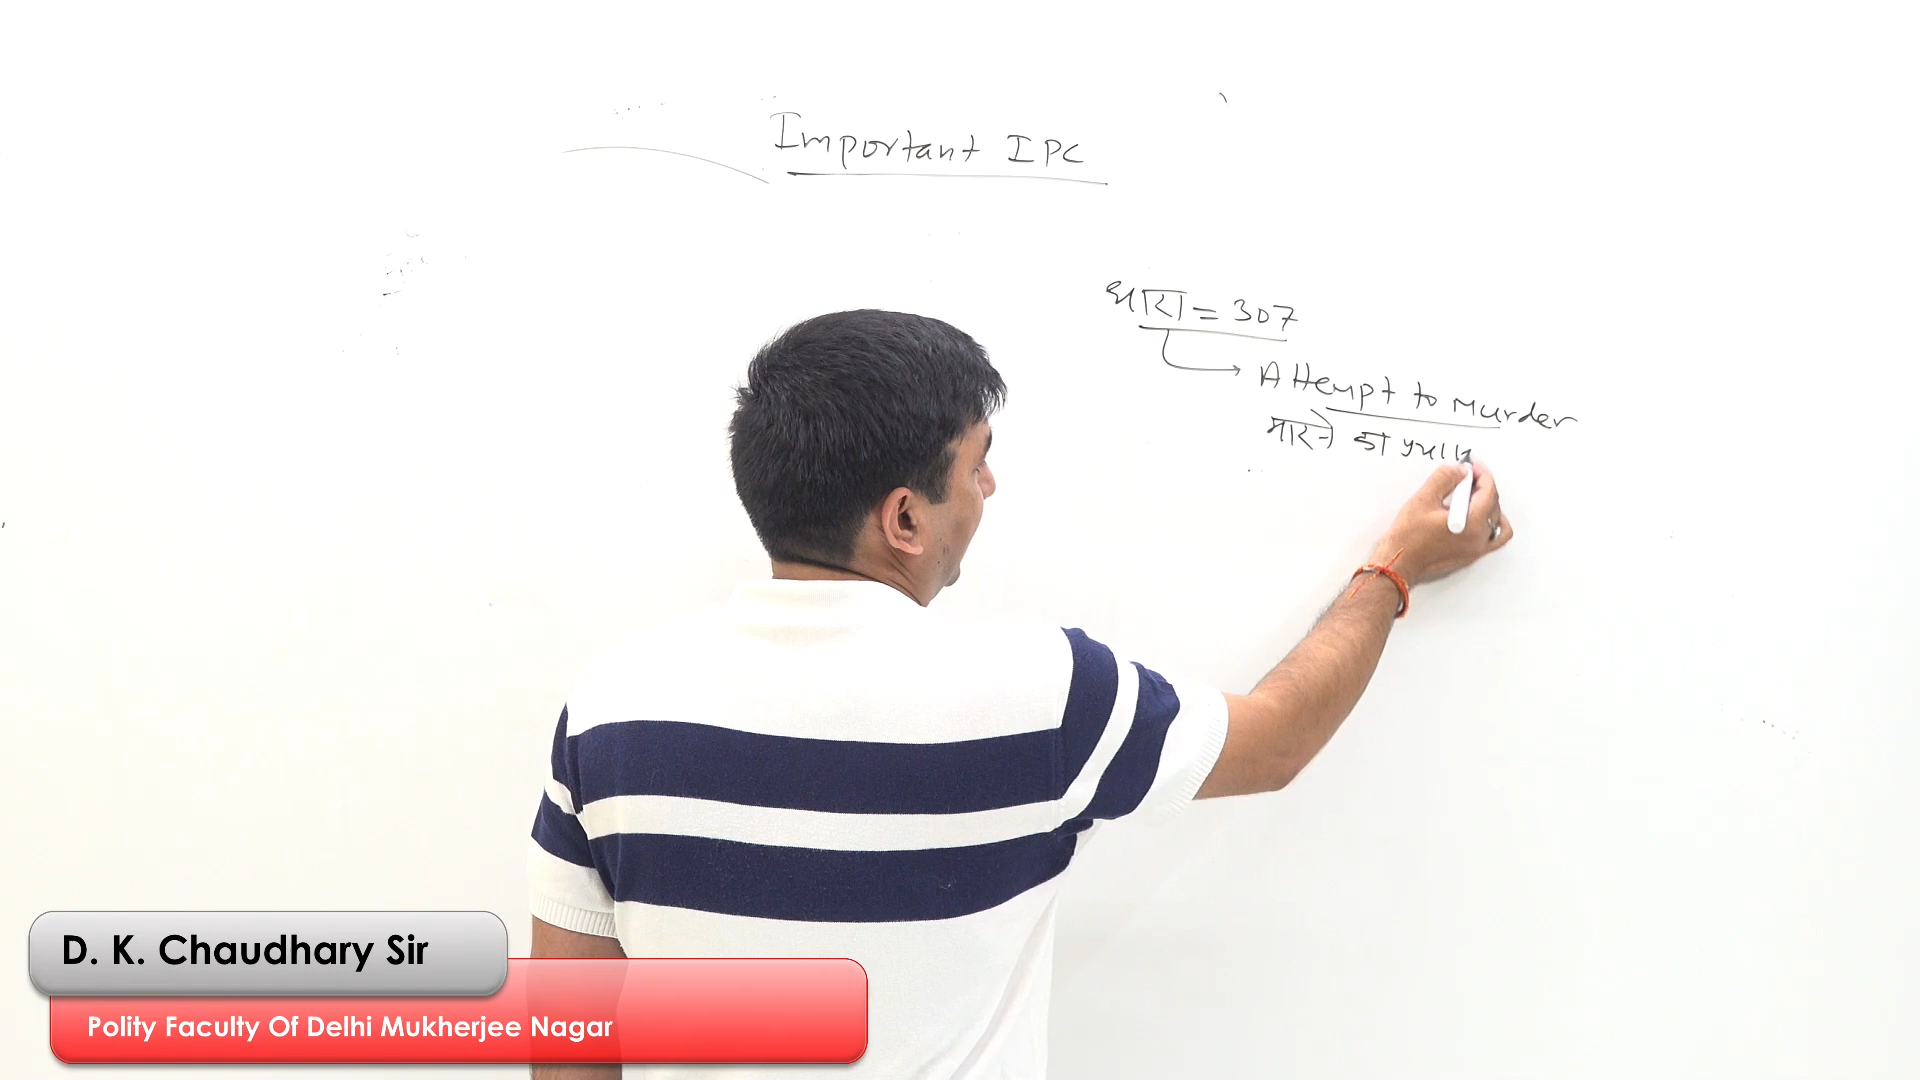 Important IPC
धारा = 307
Attempt to Murder
मारने का प्रयास
D. K. Chaudhary Sir
Polity Faculty Of Delhi Mukherjee Nagar